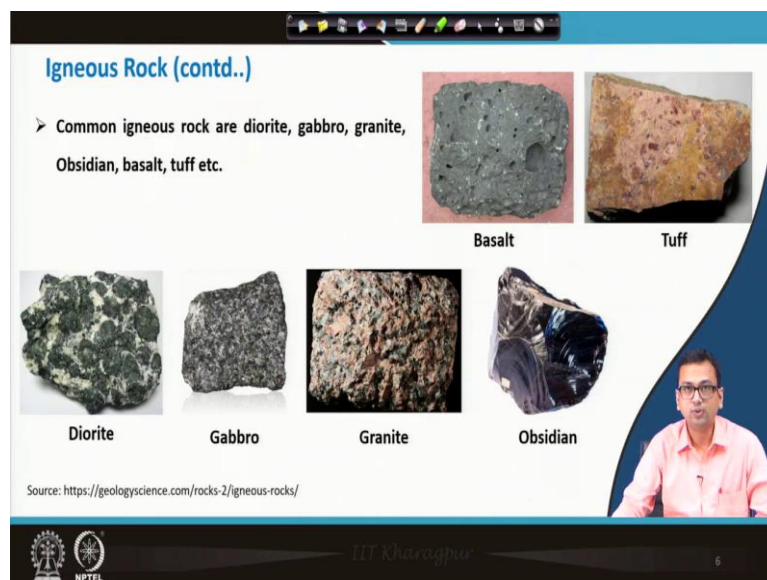 Igneous Rock (contd..)
➢ Common igneous rock are diorite, gabbro, granite,
Obsidian, basalt, tuff etc.
Basalt
Tuff
Diorite
Gabbro
Granite
Obsidian
Source: https://geologyscience.com/rocks-2/igneous-rocks/
NPTEL
IIT Kharagpur
6